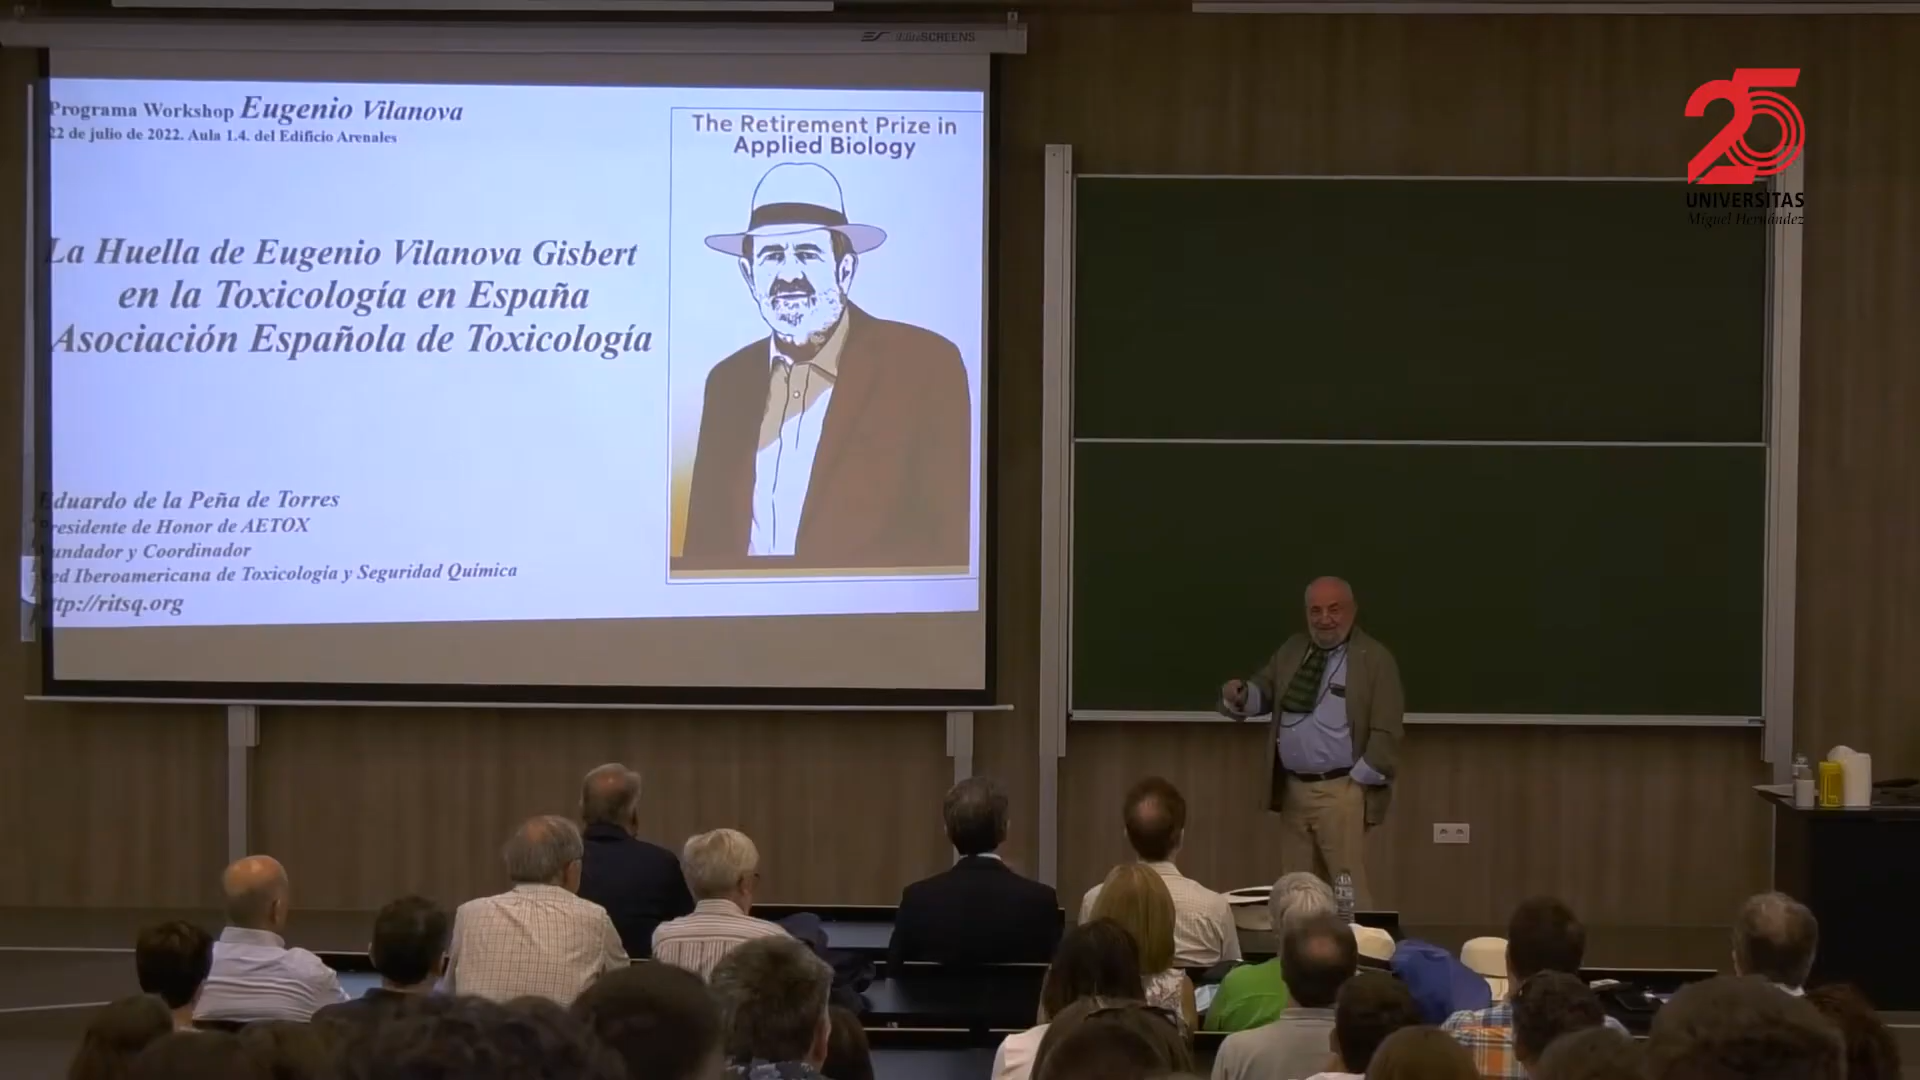 Programa Workshop Eugenio Vilanova
22 de julio de 2022. Aula 1.4. del Edificio Arenales
La Huella de Eugenio Vilanova Gisbert
en la Toxicología en España
Asociación Española de Toxicología
Eduardo de la Peña de Torres
Presidente de Honor de AETOX
Fundador y Coordinador
Red Iberoamericana de Toxicología y Seguridad Química
http://ritsq.org
The Retirement Prize in
Applied Biology
SCREENS
25
UNIVERSITAS
Miguel Hernández